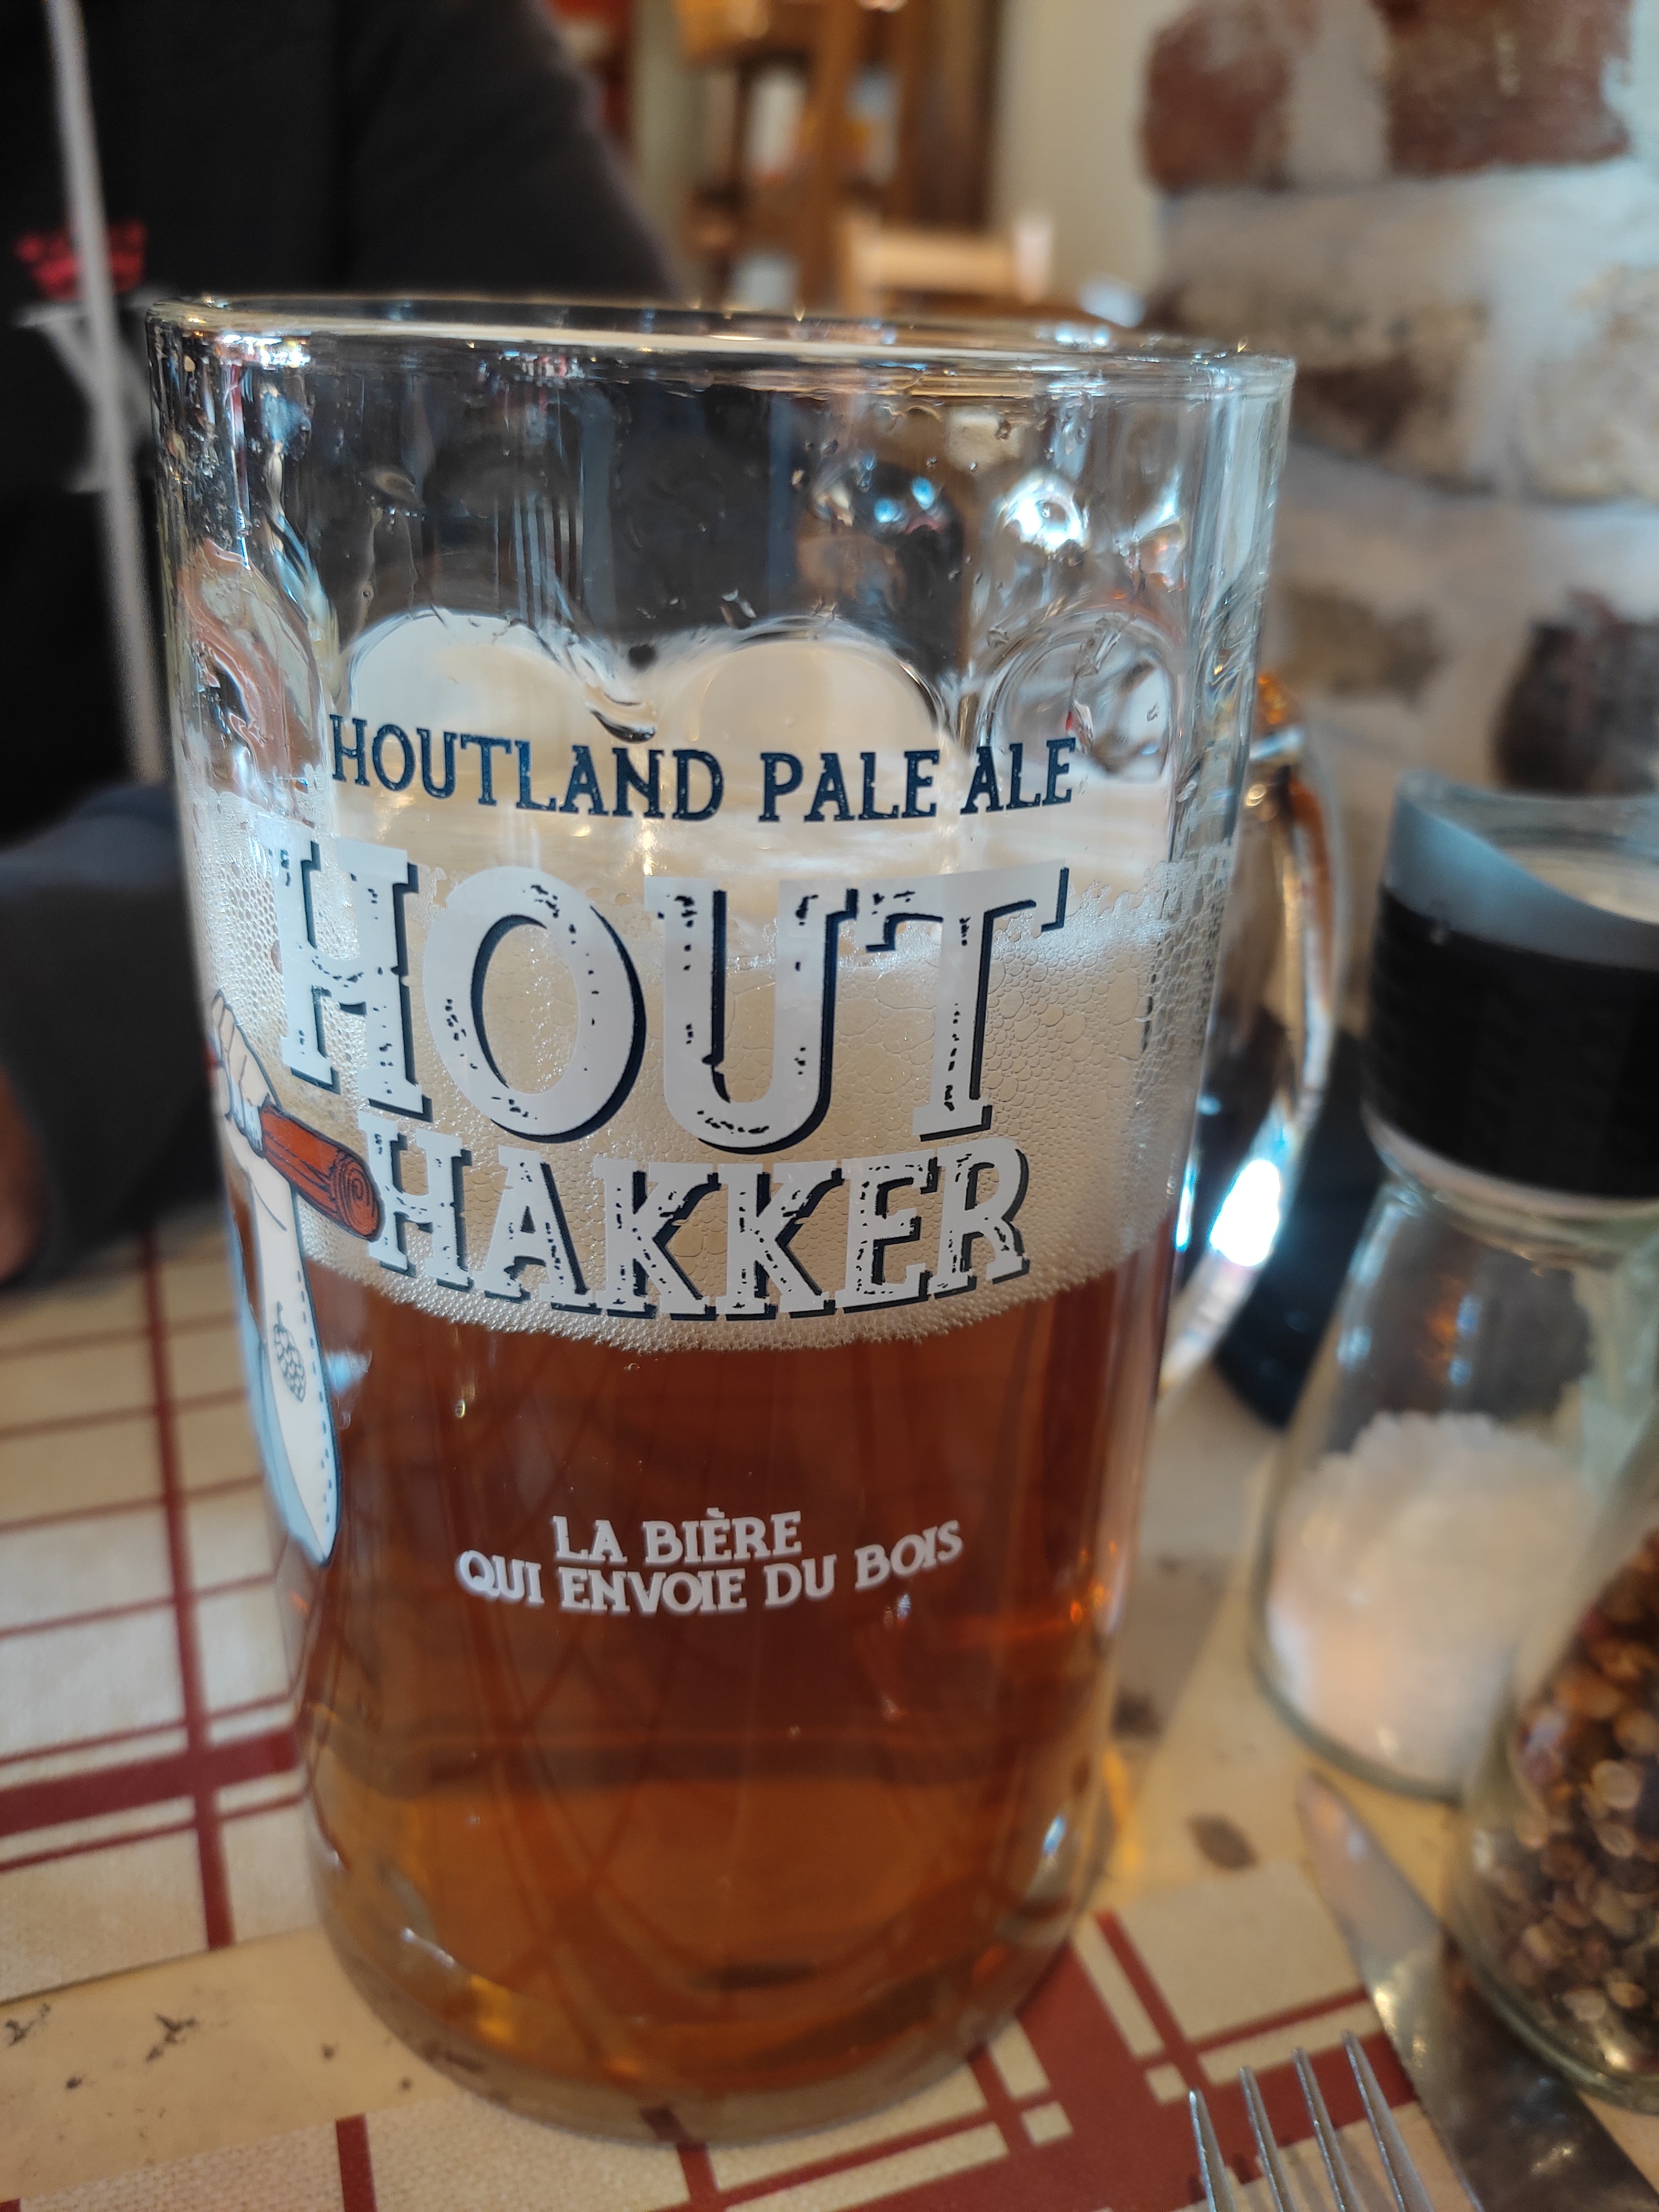 HOUTLAND PALE ALE
HOUT
HAKKER
LA BIÈRE
QUI ENVOIE DU BOIS